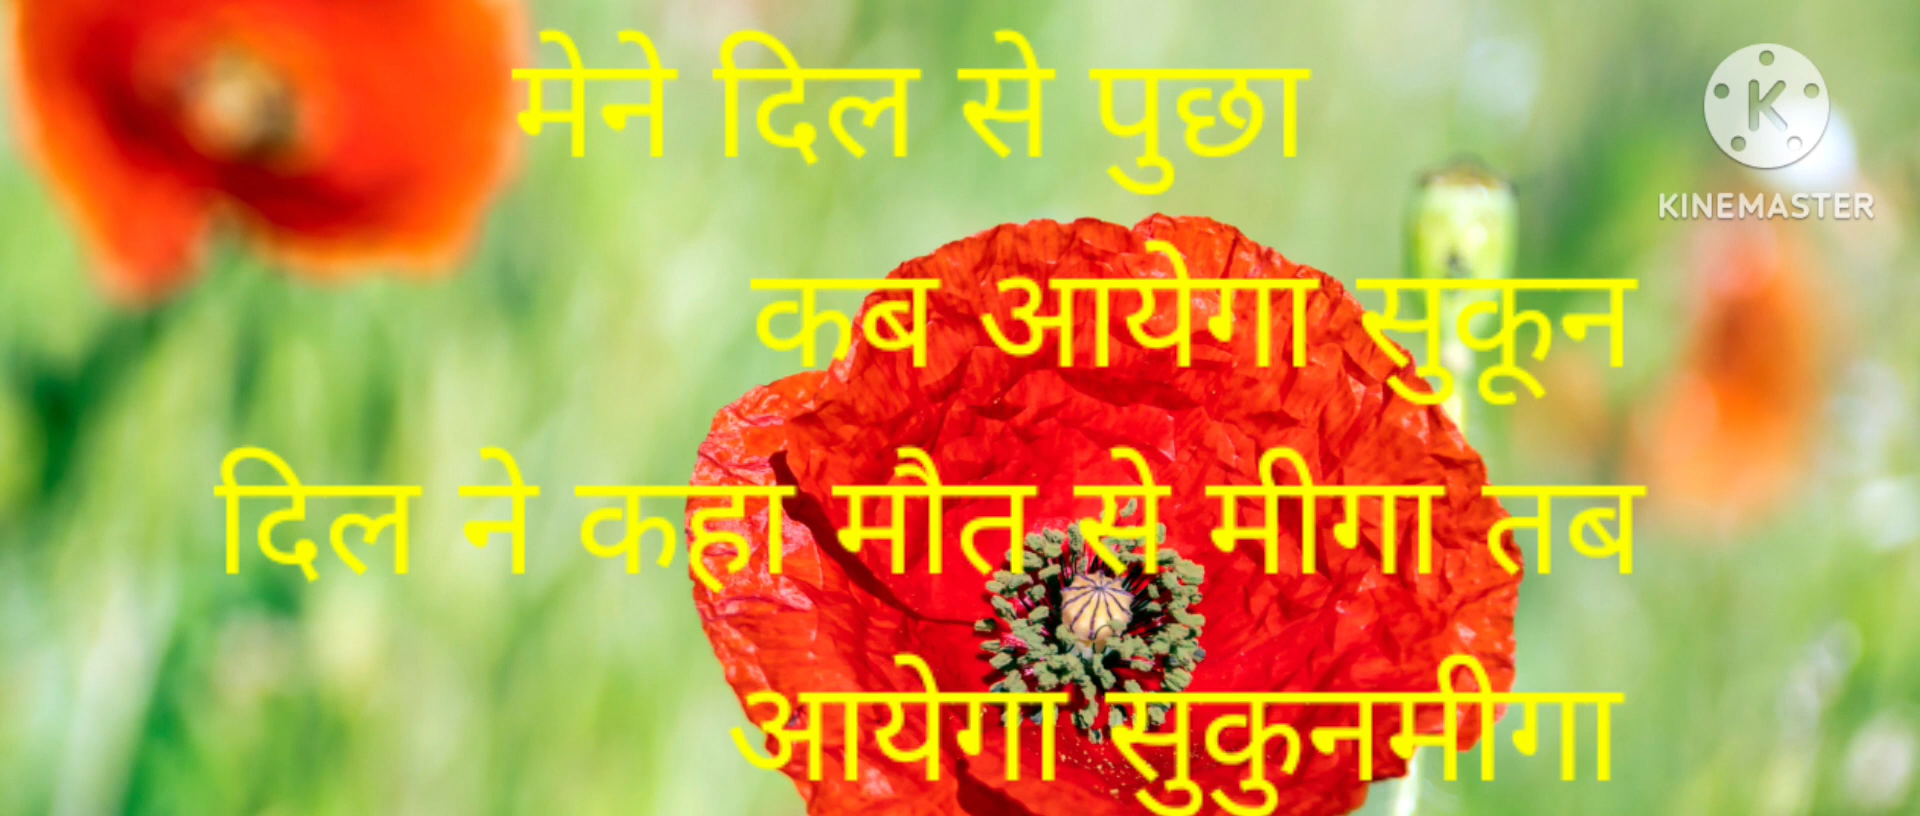 मेने दिल से पुछा
KINEMASTER
कब आयेगा सुकून
दिल ने कहा मौत से मीगा तब
आयेगा सुकुनमीगा